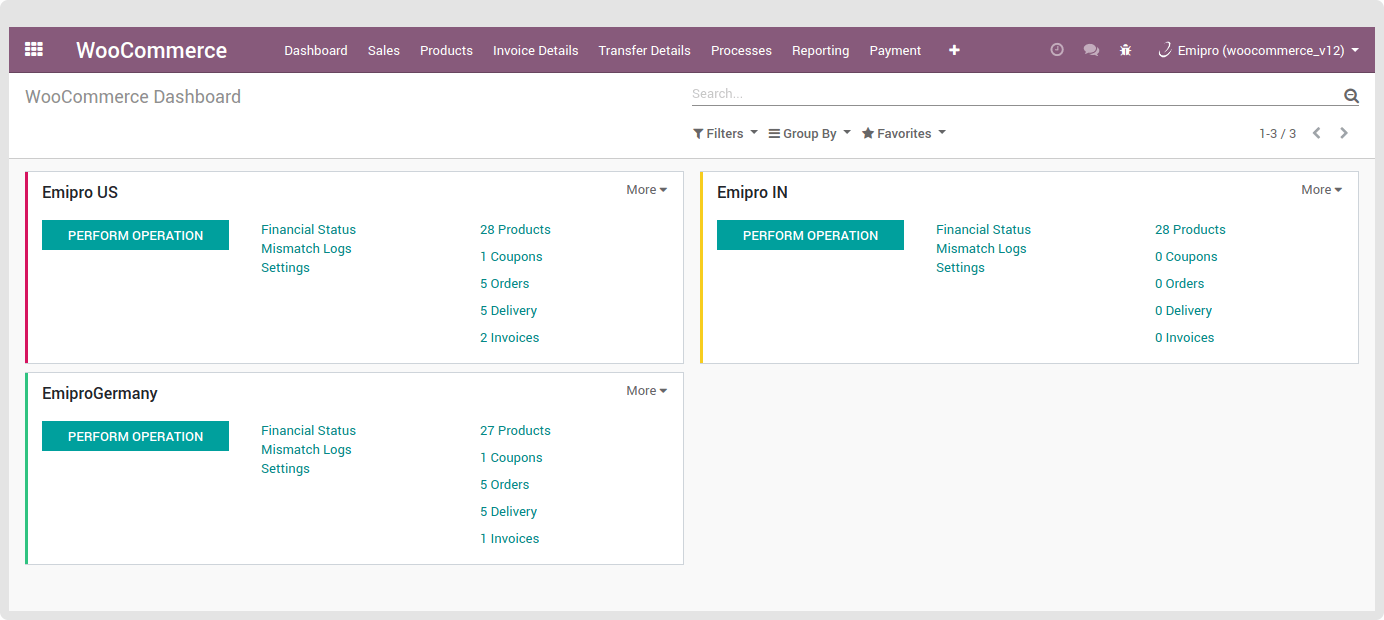 WooCommerce Dashboard Sales Products Invoice Details Transfer Details Processes Reporting Payment Emipro (woocommerce_v12)
WooCommerce Dashboard
Search...
Filters Group By Favorites 1-3 / 3
Emipro US More
PERFORM OPERATION
Financial Status
Mismatch Logs
Settings
28 Products
1 Coupons
5 Orders
5 Delivery
2 Invoices
Emipro IN More
PERFORM OPERATION
Financial Status
Mismatch Logs
Settings
28 Products
0 Coupons
0 Orders
0 Delivery
0 Invoices
EmiproGermany More
PERFORM OPERATION
Financial Status
Mismatch Logs
Settings
27 Products
1 Coupons
5 Orders
5 Delivery
1 Invoices